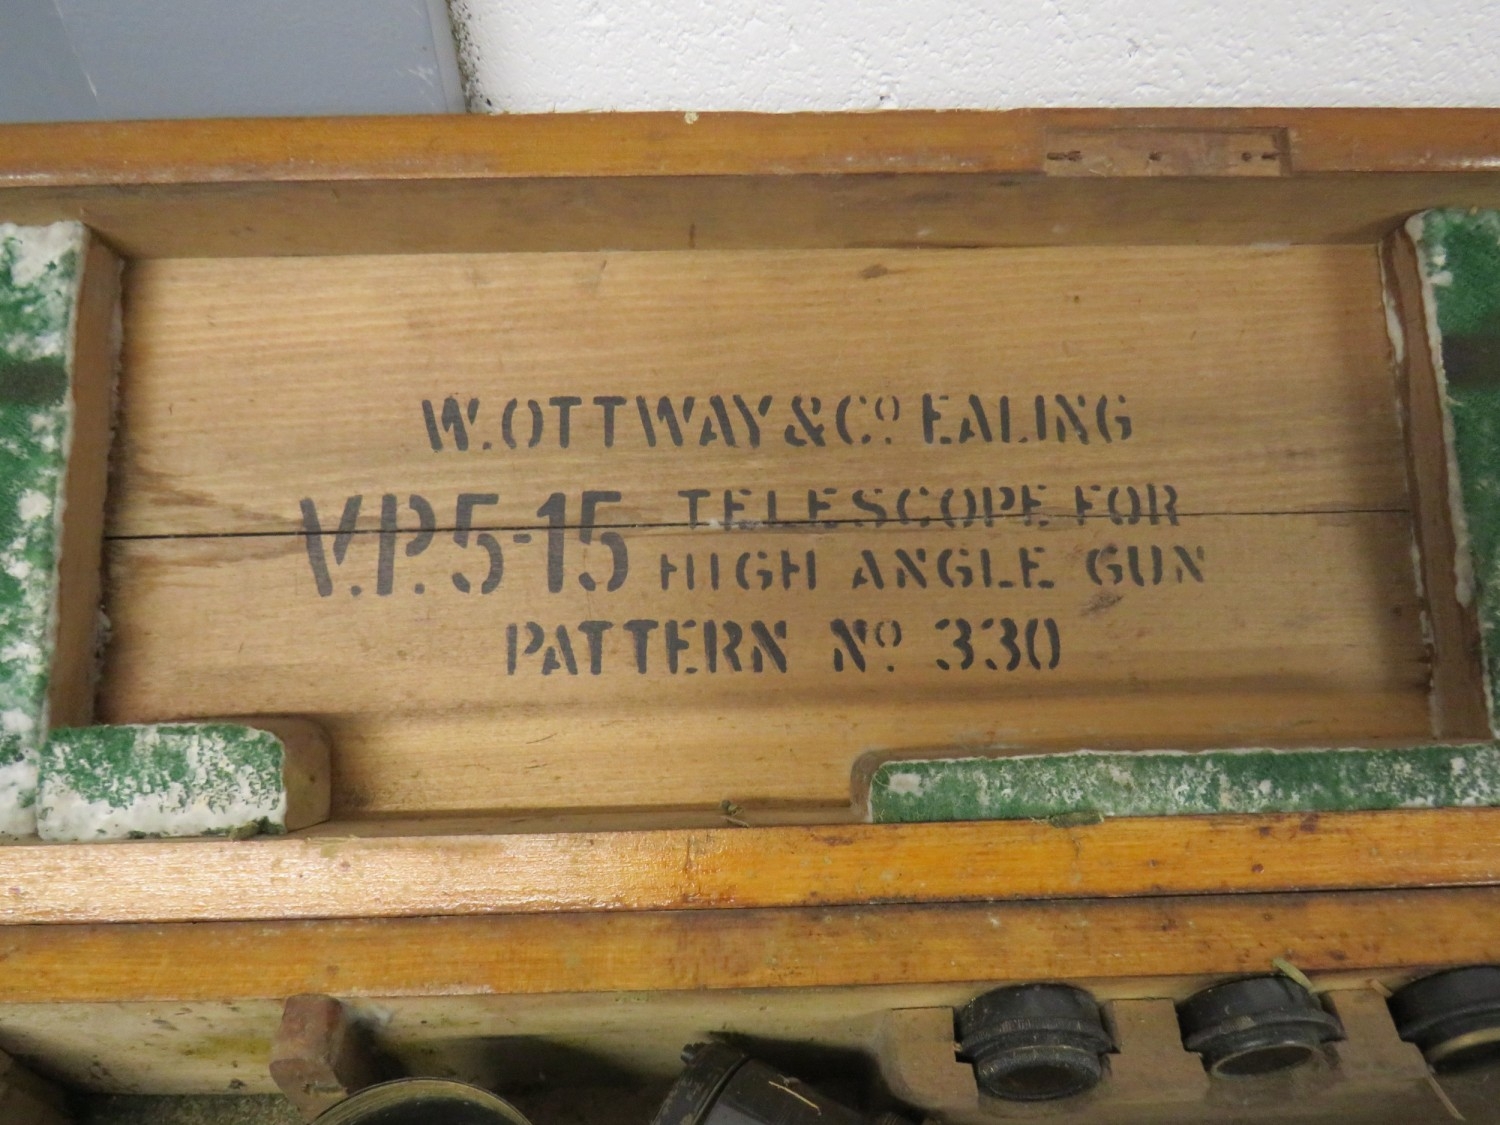 W. OTTWAY & Cº. EALING
V.P. 5-15 TELESCOPE FOR
HIGH ANGLE GUN
PATTERN Nº. 330